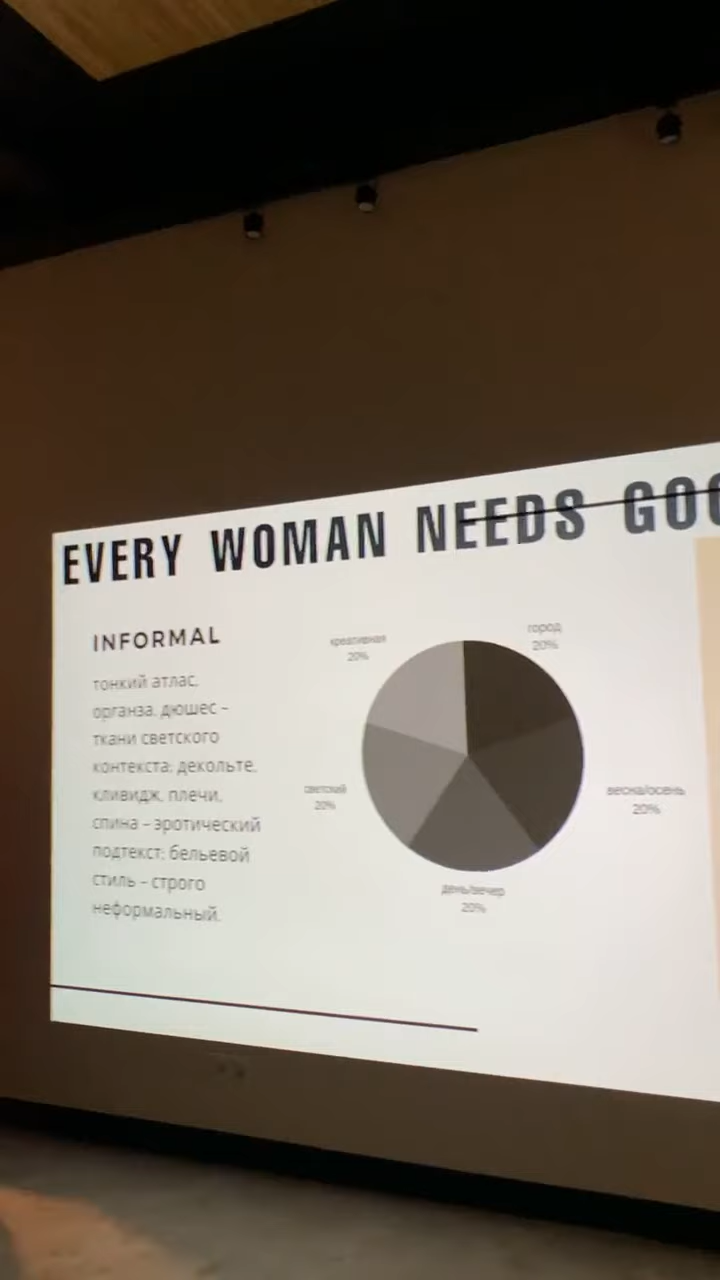 EVERY WOMAN NEEDS
INFORMAL
тонкий атлас,
органза, дюшес –
ткани светского
контекста; декольте,
кливидж, плечи,
спина – эротический
подтекст; бельевой
стиль – строго
неформальный.
креативная
20%
город
20%
светский
20%
весна/осень
20%
день/вечер
20%